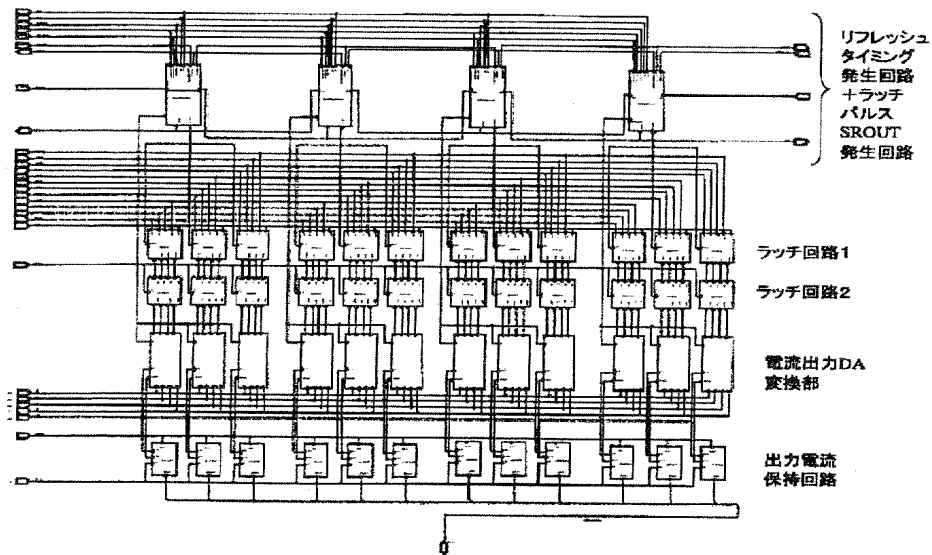 リフレッシュ
タイミング
発生回路
＋ラッチ
パルス
SROUT
発生回路
ラッチ回路1
ラッチ回路2
電流出力DA
変換部
出力電流
保持回路